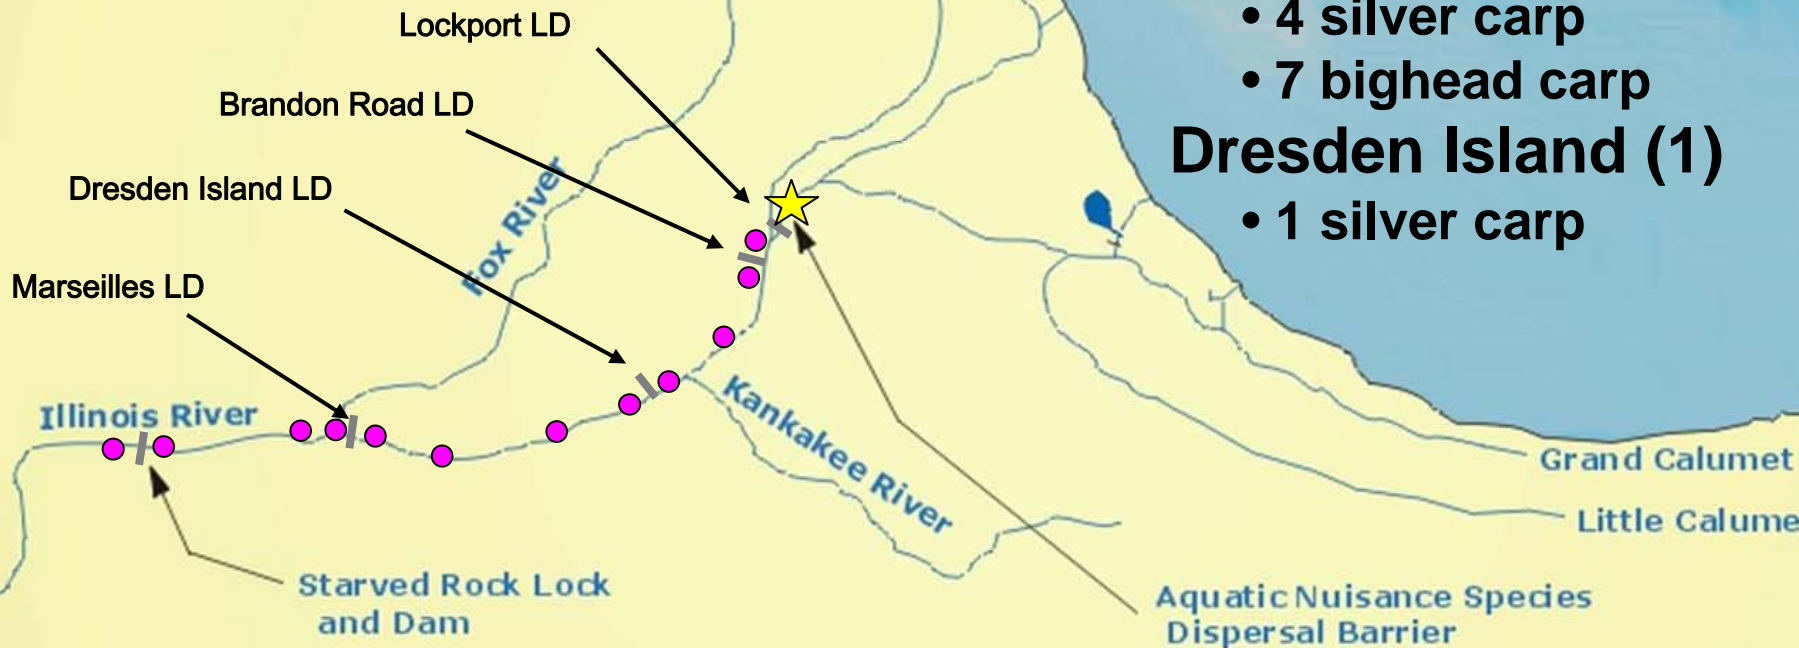 Lockport LD
Brandon Road LD
Dresden Island LD
Marseilles LD
• 4 silver carp
• 7 bighead carp
Dresden Island (1)
• 1 silver carp
Fox River
Illinois River
Kankakee River
Grand Calumet
Little Calume
Starved Rock Lock
and Dam
Aquatic Nuisance Species
Dispersal Barrier